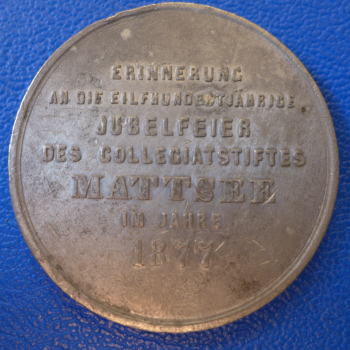 ERINNERUNG
AN DIE EILFHUNDERTJÄHRIGE
JUBELFEIER
DES COLLEGIATSTIFTES
MATTSEE
IM JAHRE
1877